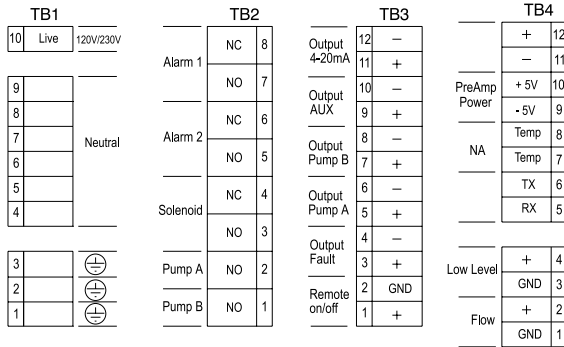 TB1
10 Live 120V/230V
9
8
7
6
Neutral
5
4
3
2
1
TB2
Alarm 1
NC 8
NO 7
Alarm 2
NC 6
NO 5
Solenoid
NC 4
NO 3
Pump A NO 2
Pump B NO 1
TB3
Output
4-20mA
12 –
11 +
Output
AUX
10 –
9 +
Output
Pump B
8 –
7 +
Output
Pump A
6 –
5 +
Output
Fault
4 –
3 +
Remote
on/off
2 GND
1 +
TB4
+ 12
– 11
PreAmp
Power
+ 5V 10
- 5V 9
NA
Temp 8
Temp 7
TX 6
RX 5
Low Level
+ 4
GND 3
Flow
+ 2
GND 1